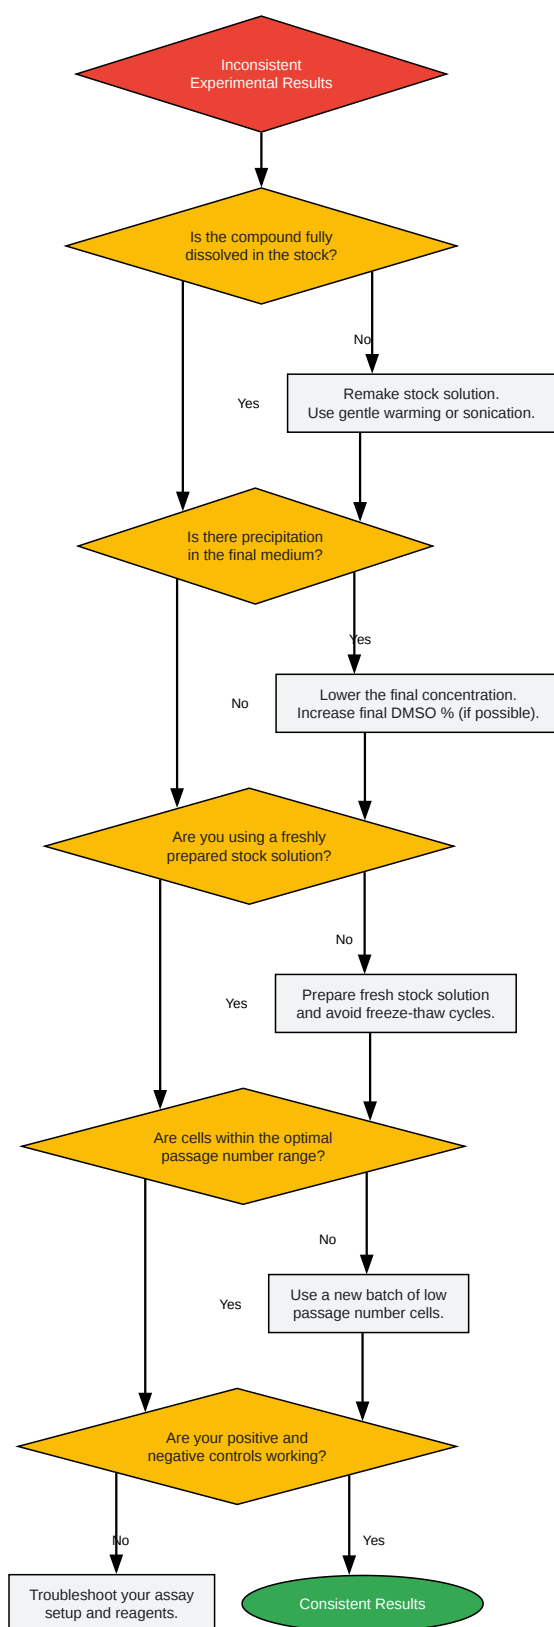 Inconsistent
Experimental Results
Is the compound fully
dissolved in the stock?
No
Yes
Remake stock solution.
Use gentle warming or sonication.
Is there precipitation
in the final medium?
Yes
No
Lower the final concentration.
Increase final DMSO % (if possible).
Are you using a freshly
prepared stock solution?
No
Yes
Prepare fresh stock solution
and avoid freeze-thaw cycles.
Are cells within the optimal
passage number range?
No
Yes
Use a new batch of low
passage number cells.
Are your positive and
negative controls working?
No
Yes
Troubleshoot your assay
setup and reagents.
Consistent Results